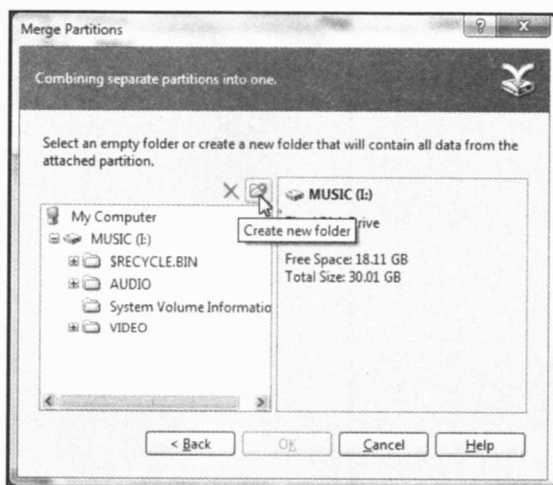 Merge Partitions
Combining separate partitions into one.
Select an empty folder or create a new folder that will contain all data from the
attached partition.
MUSIC (I:)
My Computer
MUSIC (I:)
Create new folder
$RECYCLE.BIN
Free Space: 18.11 GB
AUDIO
Total Size: 30.01 GB
System Volume Informatio
VIDEO
< Back
OK
Cancel
Help